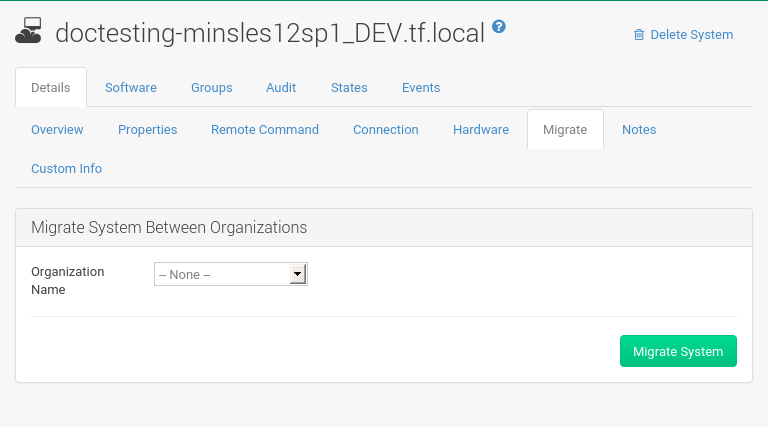 doctesting-minsles12sp1_DEV.tf.local ?
Delete System
Details Software Groups Audit States Events
Overview Properties Remote Command Connection Hardware Migrate Notes
Custom Info
Migrate System Between Organizations
Organization
Name
-- None --
Migrate System